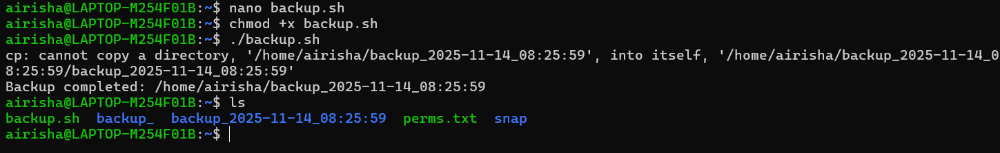 airisha@LAPTOP-M254F01B:~$ nano backup.sh
airisha@LAPTOP-M254F01B:~$ chmod +x backup.sh
airisha@LAPTOP-M254F01B:~$ ./backup.sh
cp: cannot copy a directory, '/home/airisha/backup_2025-11-14_08:25:59', into itself, '/home/airisha/backup_2025-11-14_0
8:25:59/backup_2025-11-14_08:25:59'
Backup completed: /home/airisha/backup_2025-11-14_08:25:59
airisha@LAPTOP-M254F01B:~$ ls
backup.sh  backup_  backup_2025-11-14_08:25:59  perms.txt  snap
airisha@LAPTOP-M254F01B:~$